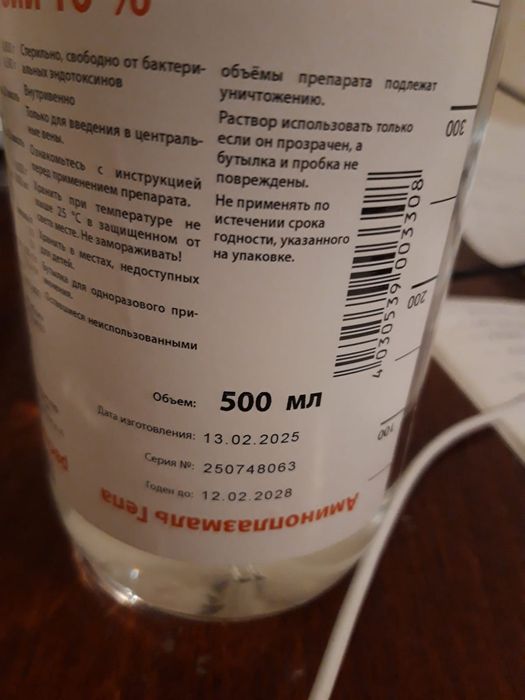 10 %
Стерильно, свободно от бактери-
альных эндотоксинов
Внутривенно
Только для введения в централь-
ные вены.
Ознакомьтесь с инструкцией
перед применением препарата.
Хранить при температуре не
выше 25 °C в защищенном от
света месте. Не замораживать!
Хранить в местах, недоступных
для детей.
Бутылка для одноразового при-
менения.
Оставшиеся неиспользованными
объёмы препарата подлежат
уничтожению.
Раствор использовать только
если он прозрачен, а
бутылка и пробка не
повреждены.
Не применять по
истечении срока
годности, указанного
на упаковке.
300
200
100
4 030539 003308
Объем: 500 мл
Дата изготовления: 13.02.2025
Серия №: 250748063
Годен до: 12.02.2028
Аминоплазмаль Гепа